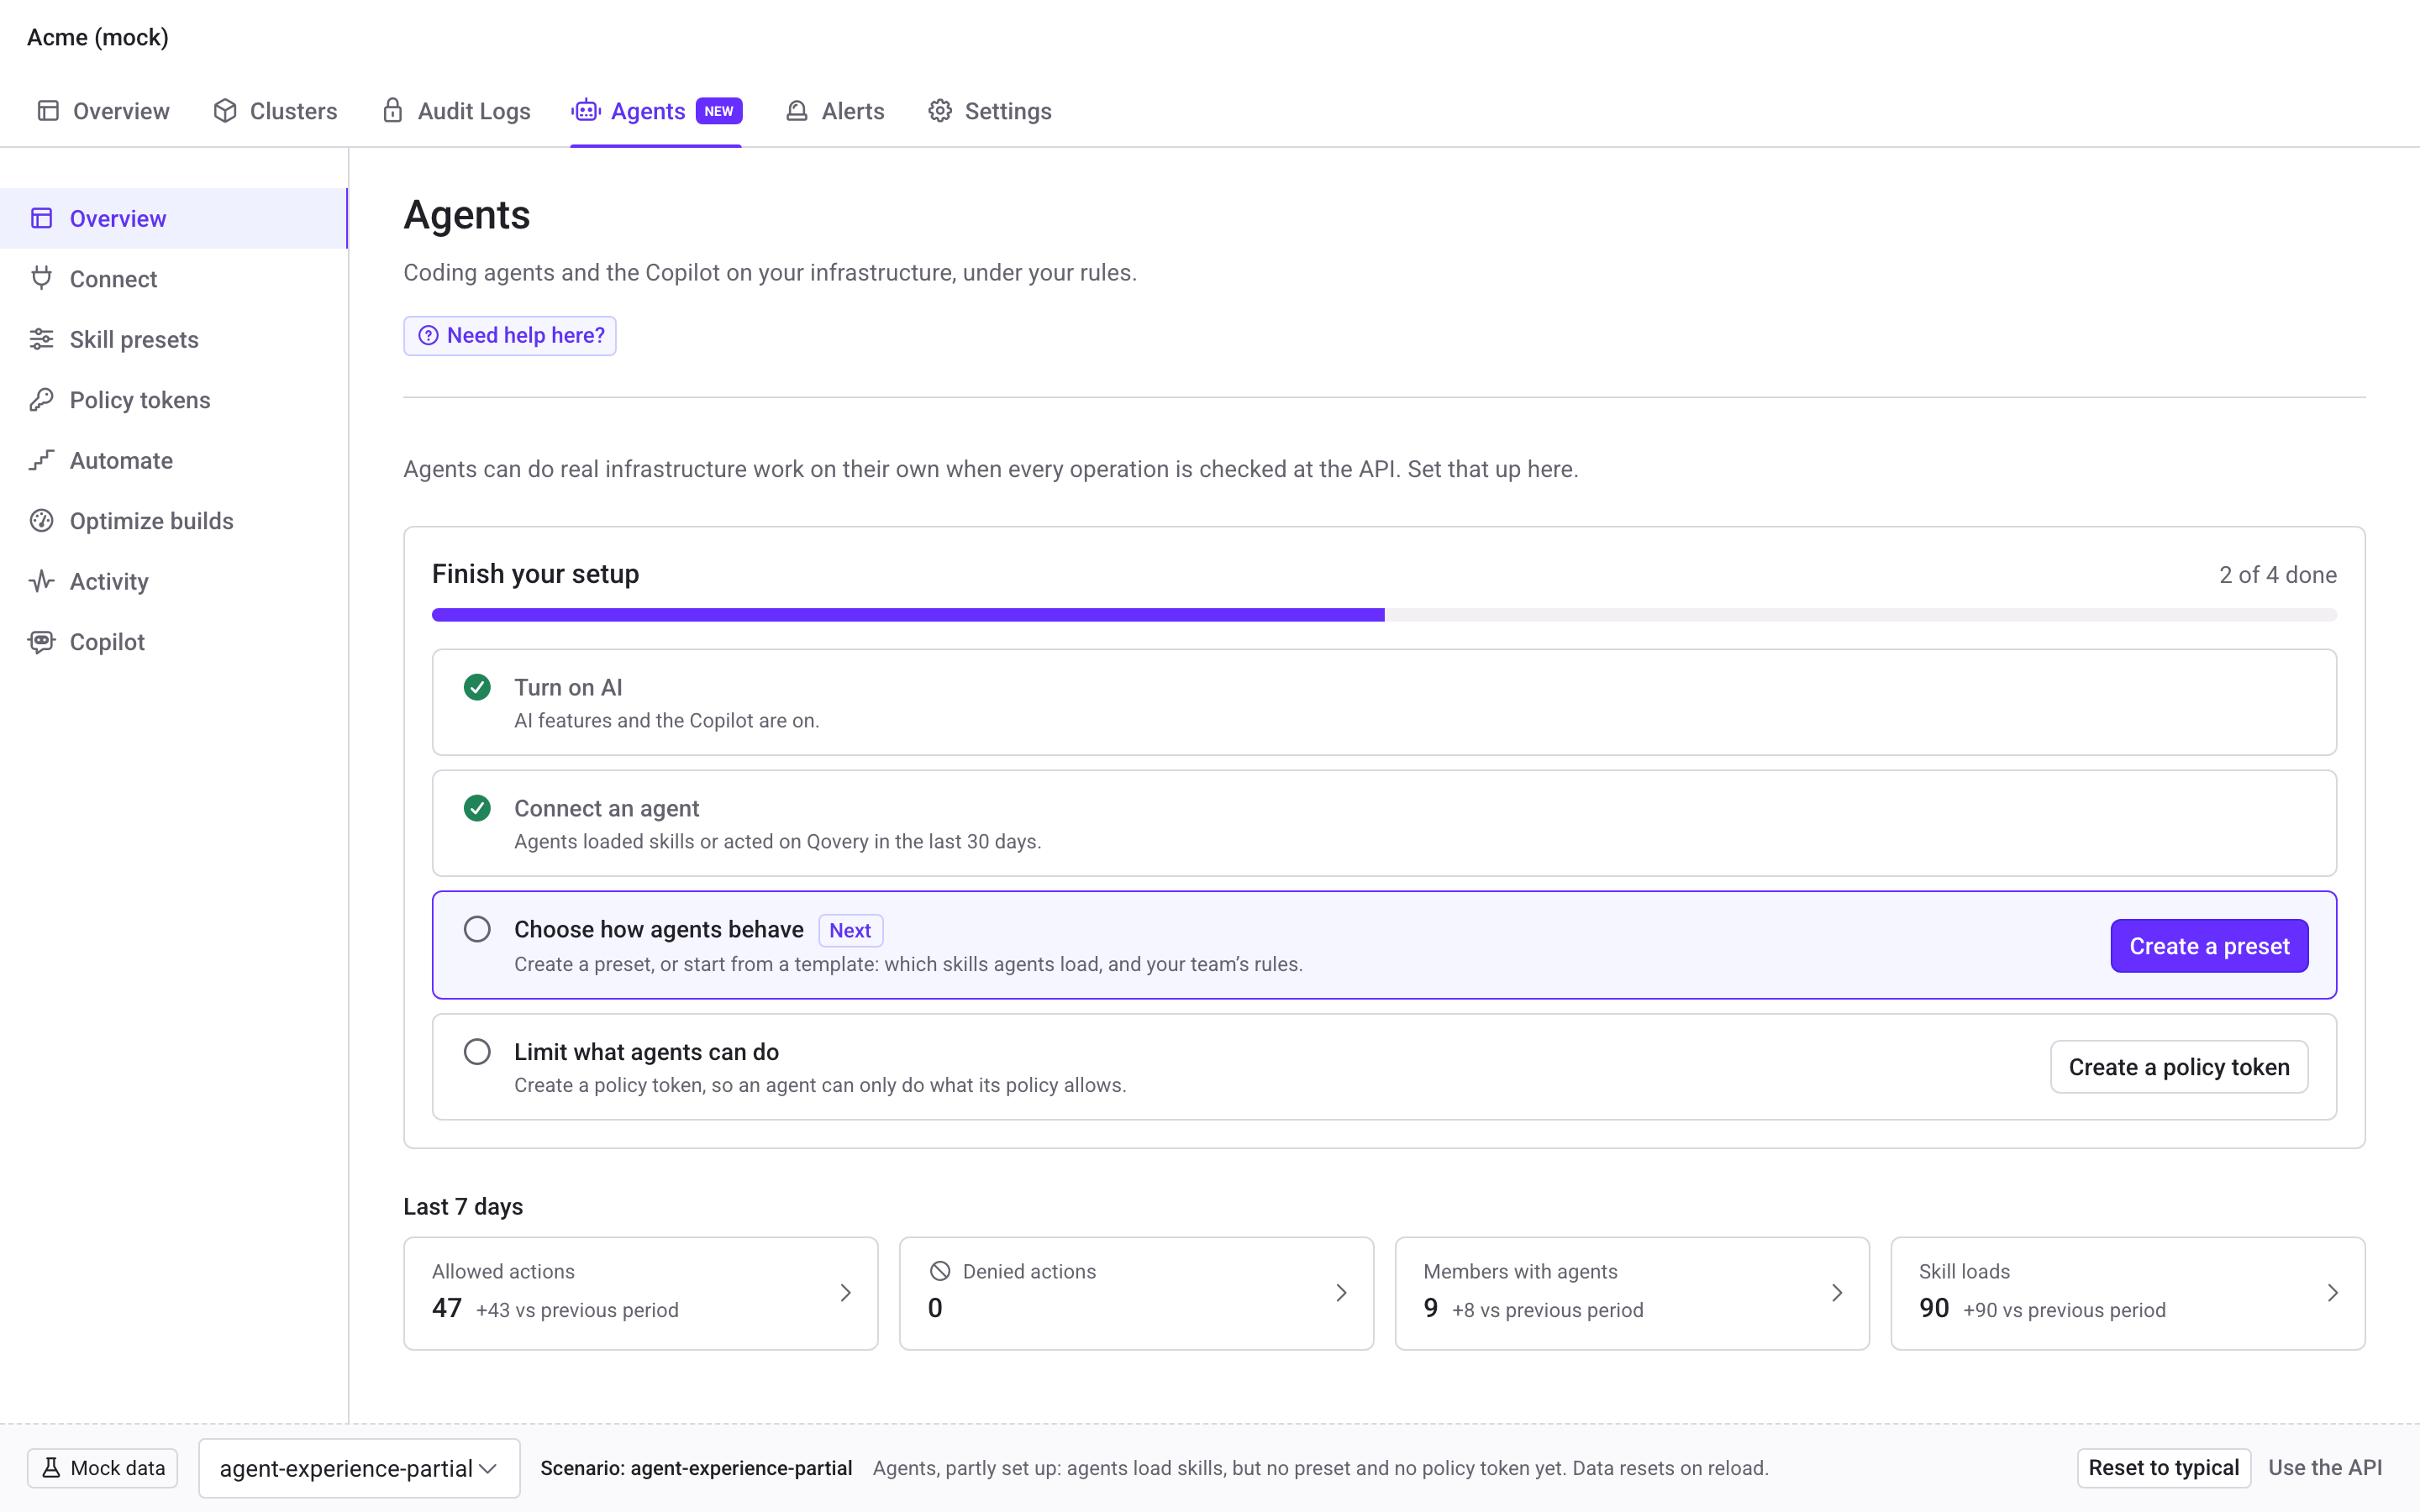 Acme (mock)
Overview
Clusters
Audit Logs
Agents NEW
Alerts
Settings
Overview
Connect
Skill presets
Policy tokens
Automate
Optimize builds
Activity
Copilot
Agents
Coding agents and the Copilot on your infrastructure, under your rules.
Need help here?
Agents can do real infrastructure work on their own when every operation is checked at the API. Set that up here.
Finish your setup
2 of 4 done
Turn on AI
AI features and the Copilot are on.
Connect an agent
Agents loaded skills or acted on Qovery in the last 30 days.
Choose how agents behave Next
Create a preset, or start from a template: which skills agents load, and your team’s rules.
Create a preset
Limit what agents can do
Create a policy token, so an agent can only do what its policy allows.
Create a policy token
Last 7 days
Allowed actions
47 +43 vs previous period
Denied actions
0
Members with agents
9 +8 vs previous period
Skill loads
90 +90 vs previous period
Mock data
agent-experience-partial
Scenario: agent-experience-partial
Agents, partly set up: agents load skills, but no preset and no policy token yet. Data resets on reload.
Reset to typical
Use the API